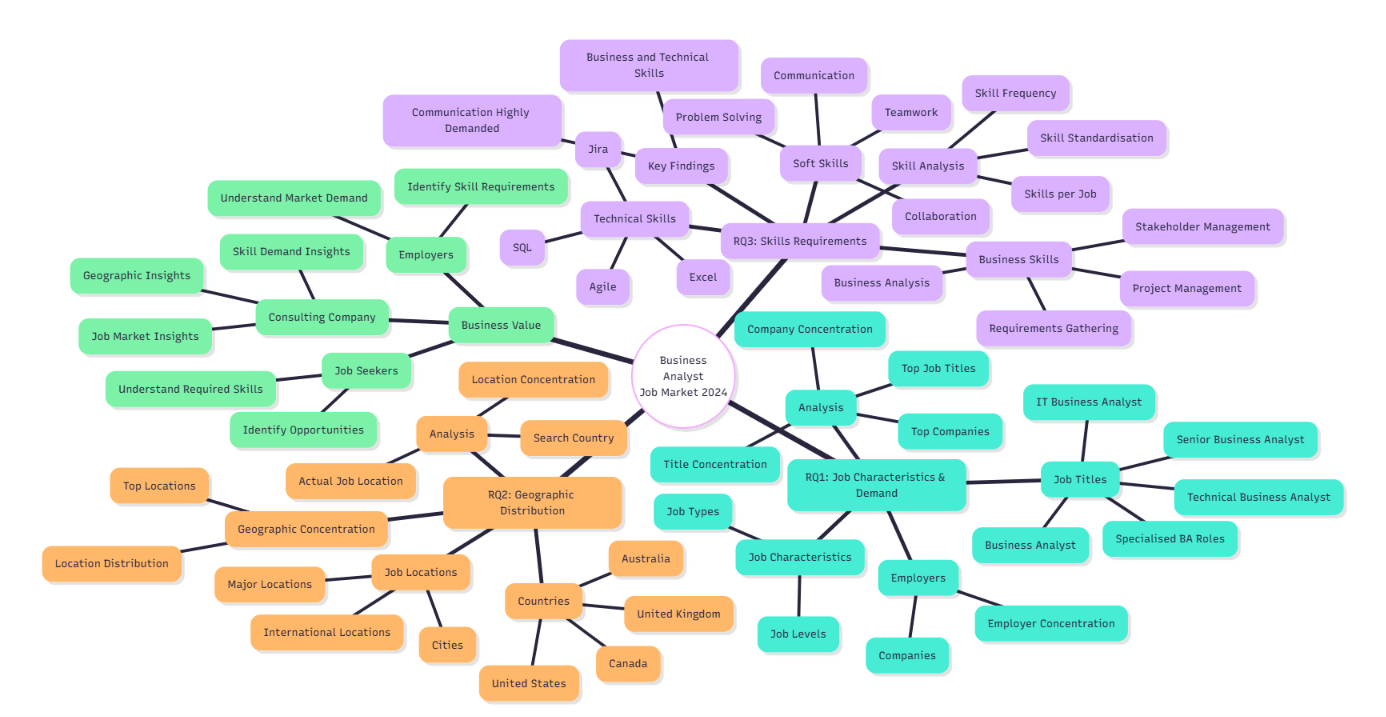 Business
Analyst
Job Market 2024
RQ3: Skills Requirements
Key Findings
Business and Technical
Skills
Communication Highly
Demanded
Technical Skills
Jira
SQL
Agile
Excel
Soft Skills
Problem Solving
Communication
Teamwork
Collaboration
Skill Analysis
Skill Frequency
Skill Standardisation
Skills per Job
Business Skills
Stakeholder Management
Project Management
Requirements Gathering
Business Analysis
Business Value
Employers
Understand Market Demand
Identify Skill Requirements
Consulting Company
Skill Demand Insights
Geographic Insights
Job Market Insights
Job Seekers
Understand Required Skills
Identify Opportunities
RQ2: Geographic
Distribution
Analysis
Location Concentration
Search Country
Actual Job Location
Geographic Concentration
Top Locations
Location Distribution
Job Locations
Major Locations
International Locations
Cities
Countries
Australia
United Kingdom
Canada
United States
RQ1: Job Characteristics &
Demand
Analysis
Company Concentration
Top Job Titles
Top Companies
Title Concentration
Job Titles
IT Business Analyst
Senior Business Analyst
Technical Business Analyst
Specialised BA Roles
Business Analyst
Job Characteristics
Job Types
Job Levels
Employers
Employer Concentration
Companies